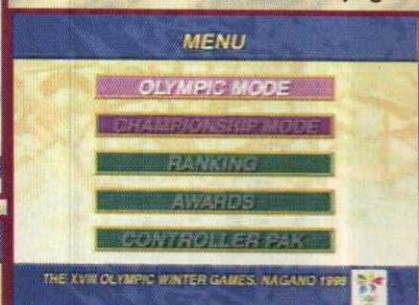 MENU
OLYMPIC MODE
CHAMPIONSHIP MODE
RANKING
AWARDS
CONTROLLER PAK
THE XVIII OLYMPIC WINTER GAMES. NAGANO 1998